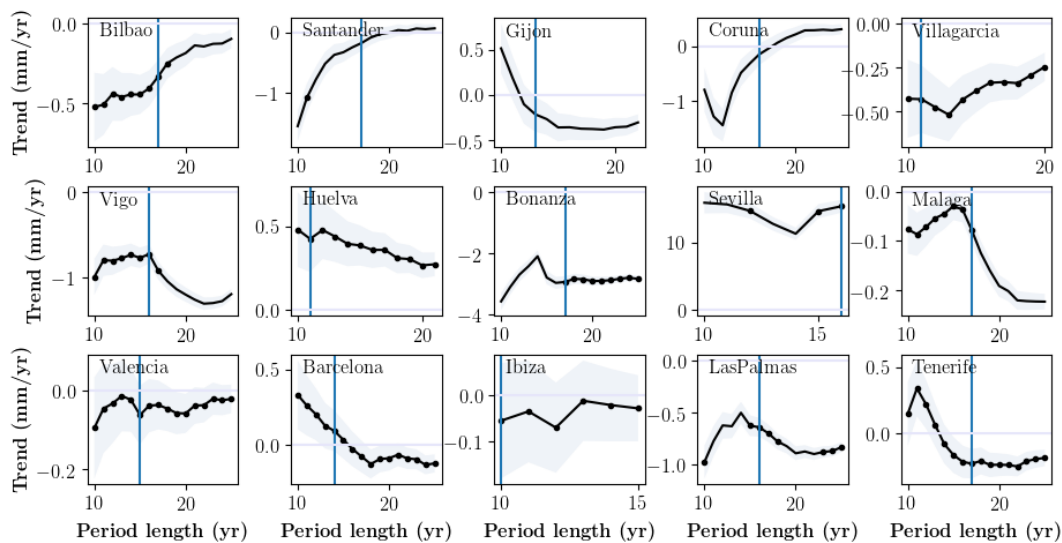 Trend (mm/yr)
0.0
−0.5
10
20
Bilbao
0
−1
20
Santander
0.5
0.0
−0.5
10
20
Gijon
0
−1
10
20
Coruna
0.00
−0.25
−0.50
10
20
Villagarcia
Trend (mm/yr)
0
−1
10
20
Vigo
0.5
0.0
10
20
Huelva
0
−2
−4
10
20
Bonanza
10
0
10
15
Sevilla
0.0
−0.1
−0.2
10
20
Malaga
Trend (mm/yr)
0.0
−0.2
10
20
Period length (yr)
Valencia
0.5
0.0
10
20
Period length (yr)
Barcelona
0.0
−0.1
10
15
Period length (yr)
Ibiza
0.0
−0.5
−1.0
10
20
Period length (yr)
LasPalmas
0.5
0.0
10
20
Period length (yr)
Tenerife